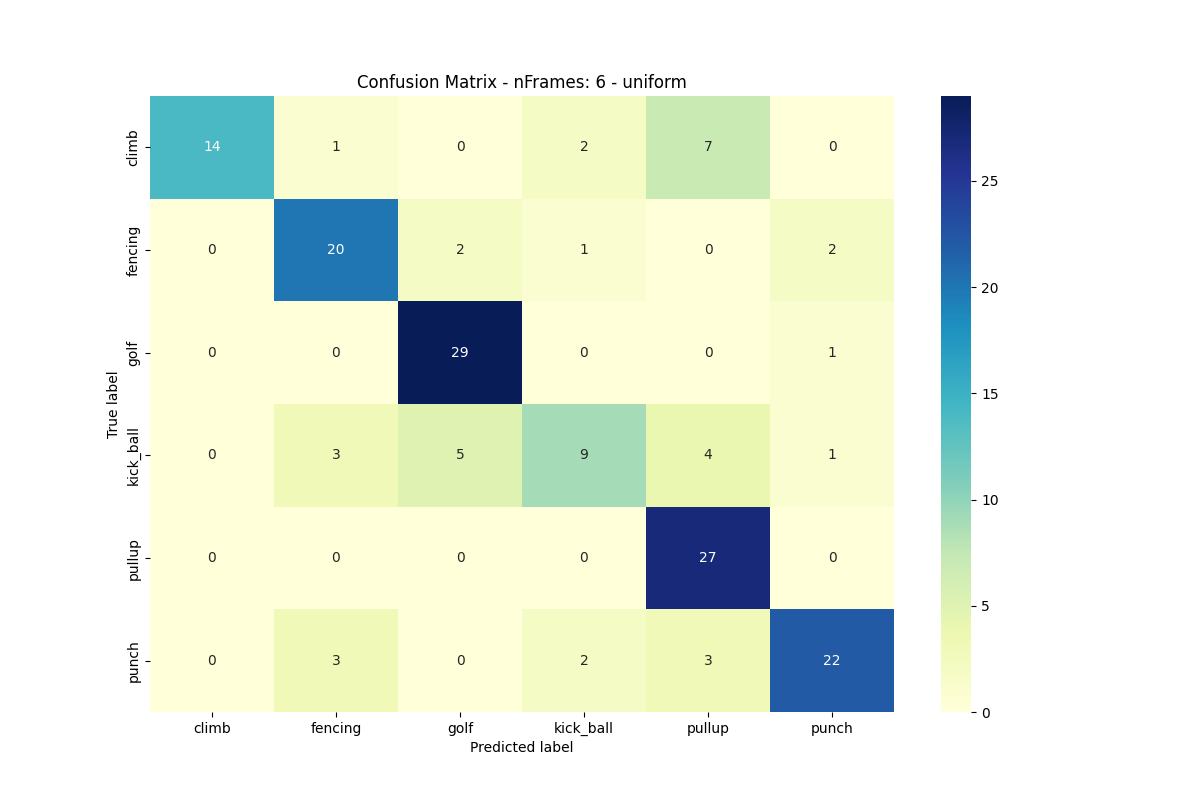 Confusion Matrix - nFrames: 6 - uniform
True label
climb 14 1 0 2 7 0
fencing 0 20 2 1 0 2
golf 0 0 29 0 0 1
kick_ball 0 3 5 9 4 1
pullup 0 0 0 0 27 0
punch 0 3 0 2 3 22
climb fencing golf kick_ball pullup punch
Predicted label
25
20
15
10
5
0